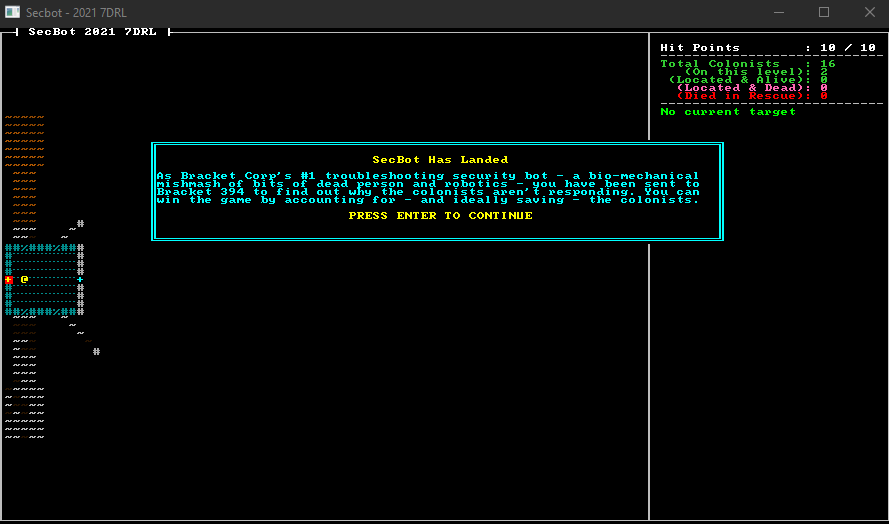 Secbot - 2021 7DRL
SecBot 2021 7DRL
Hit Points : 10 / 10
Total Colonists : 16
(On this level): 2
(Located & Alive): 0
(Located & Dead): 0
(Died in Rescue): 0
No current target
SecBot Has Landed
As Bracket Corp's #1 troubleshooting security bot - a bio-mechanical
mishmash of bits of dead person and robotics - you have been sent to
Bracket 394 to find out why the colonists aren't responding. You can
win the game by accounting for - and ideally saving - the colonists.
PRESS ENTER TO CONTINUE